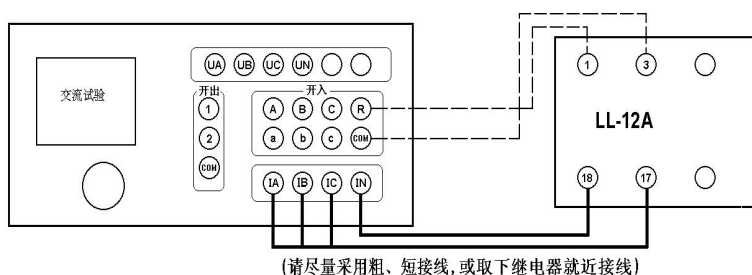 UA UB UC UN
开出 开入
1 A B C R
2 a b c COM
COM
交流试验
IA IB IC IN
1 3
LL-12A
18 17
(请尽量采用粗、短接线,或取下继电器就近接线)